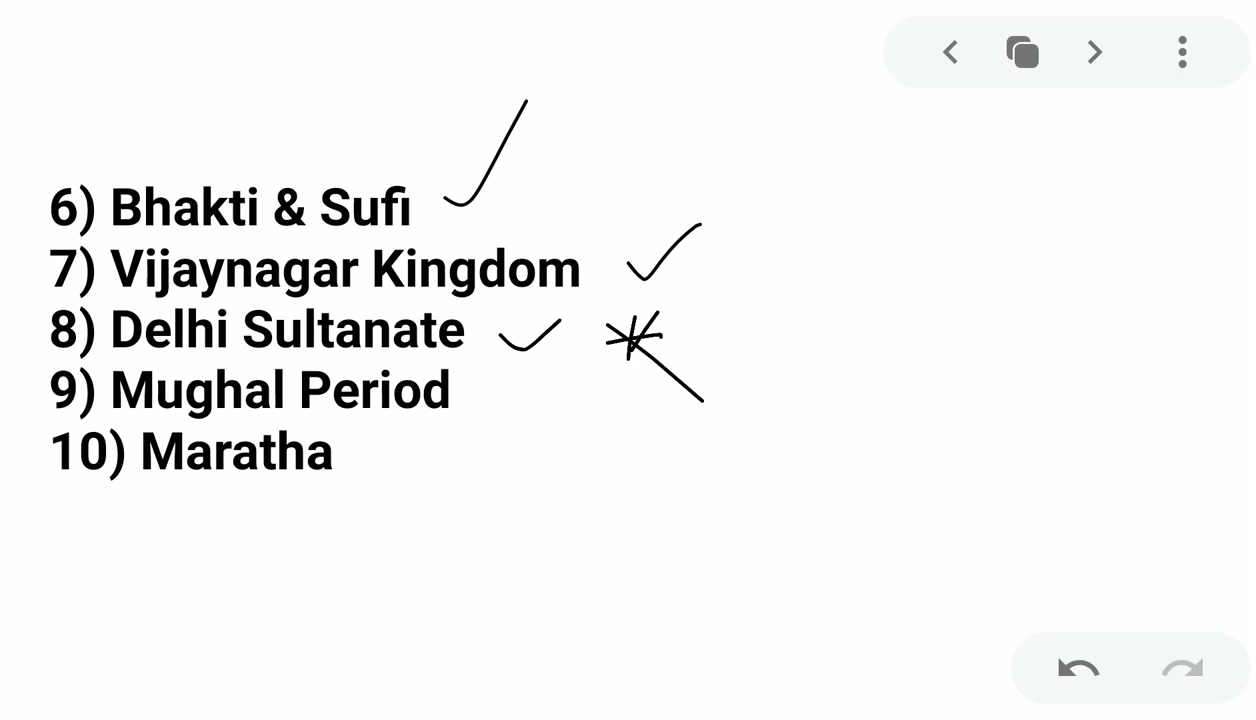 6) Bhakti & Sufi
7) Vijaynagar Kingdom
8) Delhi Sultanate
9) Mughal Period
10) Maratha